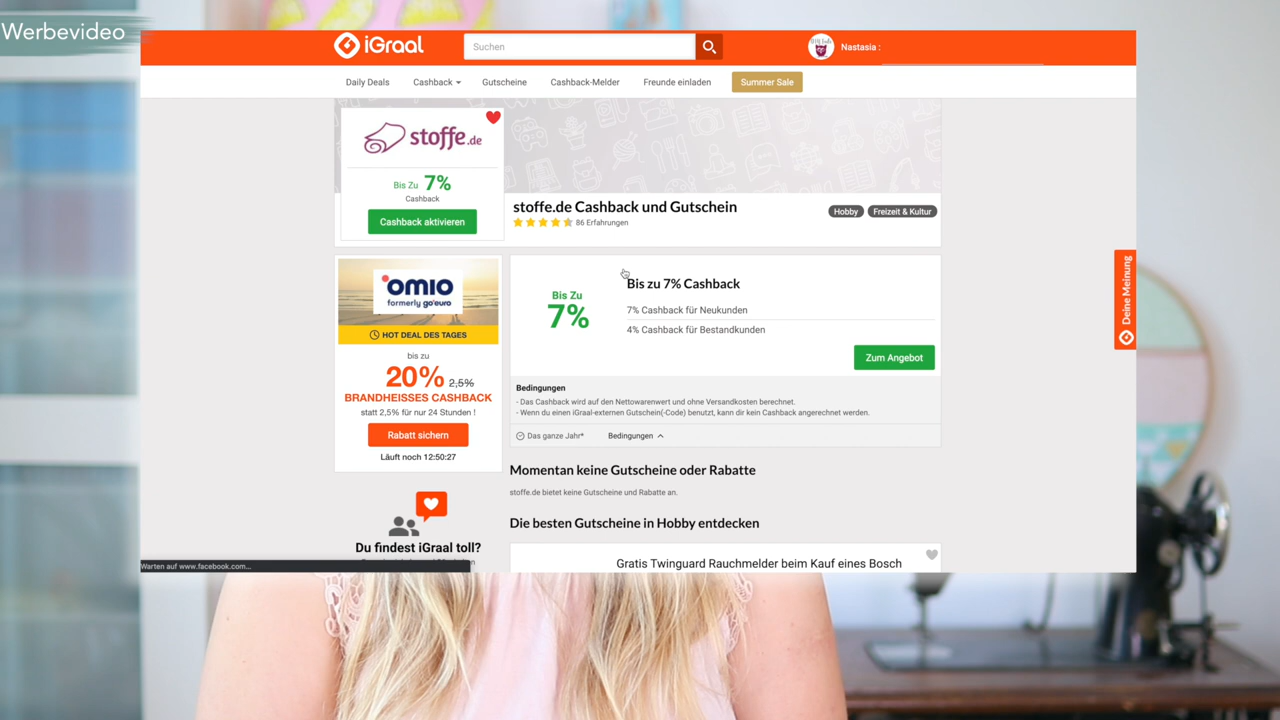 Werbevideo
iGraal
Suchen
Nastasia :
Daily Deals
Cashback
Gutscheine
Cashback-Melder
Freunde einladen
Summer Sale
stoffe.de
Bis Zu 7%
Cashback
Cashback aktivieren
stoffe.de Cashback und Gutschein
86 Erfahrungen
Hobby
Freizeit & Kultur
OMIO
formerly goeuro
HOT DEAL DES TAGES
bis zu
20% 2,5%
BRANDHEISSES CASHBACK
statt 2,5% für nur 24 Stunden !
Rabatt sichern
Läuft noch 12:50:27
Du findest iGraal toll?
Bis Zu
7%
Bis zu 7% Cashback
7% Cashback für Neukunden
4% Cashback für Bestandkunden
Zum Angebot
Bedingungen
- Das Cashback wird auf den Nettowarenwert und ohne Versandkosten berechnet.
- Wenn du einen iGraal-externen Gutschein(-Code) benutzt, kann dir kein Cashback angerechnet werden.
Das ganze Jahr*
Bedingungen
Momentan keine Gutscheine oder Rabatte
stoffe.de bietet keine Gutscheine und Rabatte an.
Die besten Gutscheine in Hobby entdecken
Gratis Twinguard Rauchmelder beim Kauf eines Bosch
Deine Meinung
Warten auf www.facebook.com...